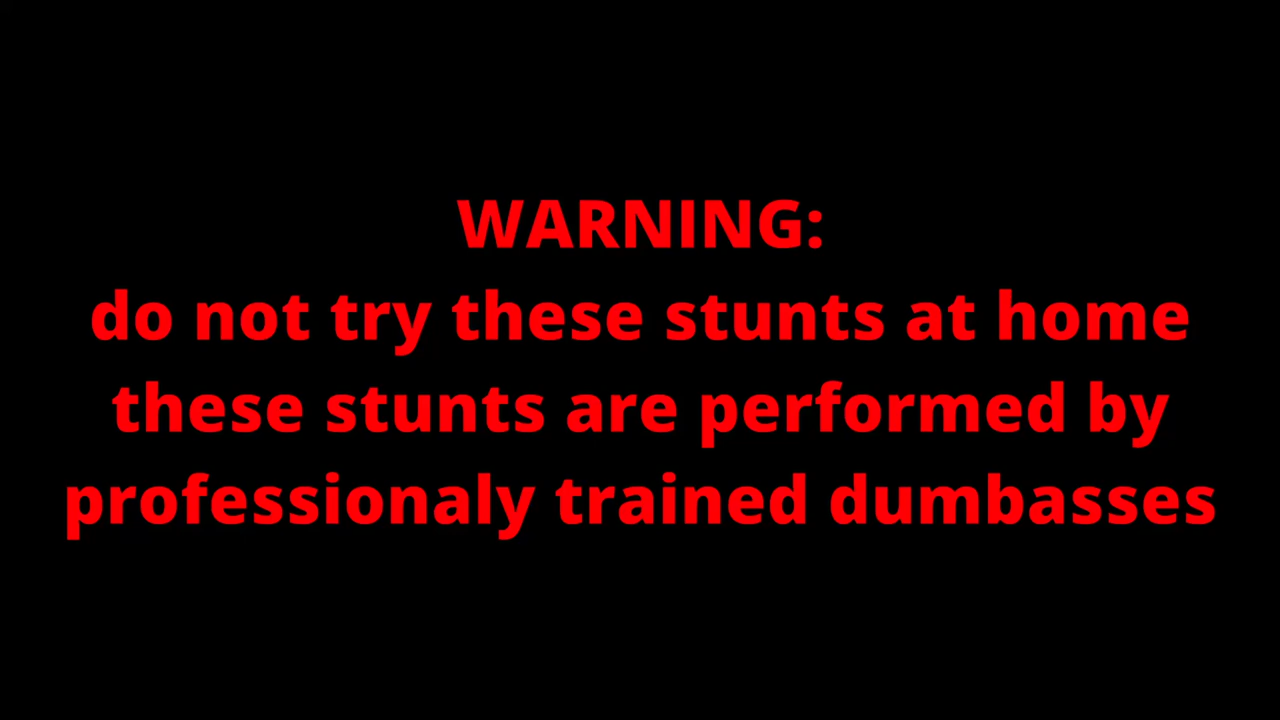 WARNING:
do not try these stunts at home
these stunts are performed by
professionaly trained dumbasses